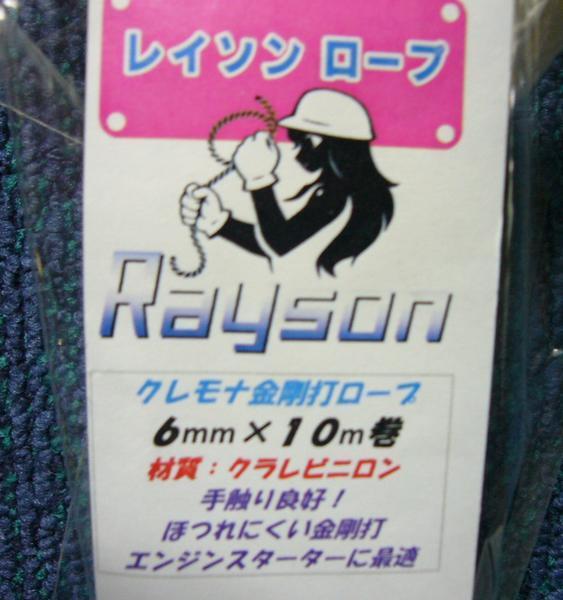 レイソン ロープ
Rayson
クレモナ金剛打ロープ
6mm×10m巻
材質：クラレビニロン
手触り良好！
ほつれにくい金剛打
エンジンスターターに最適